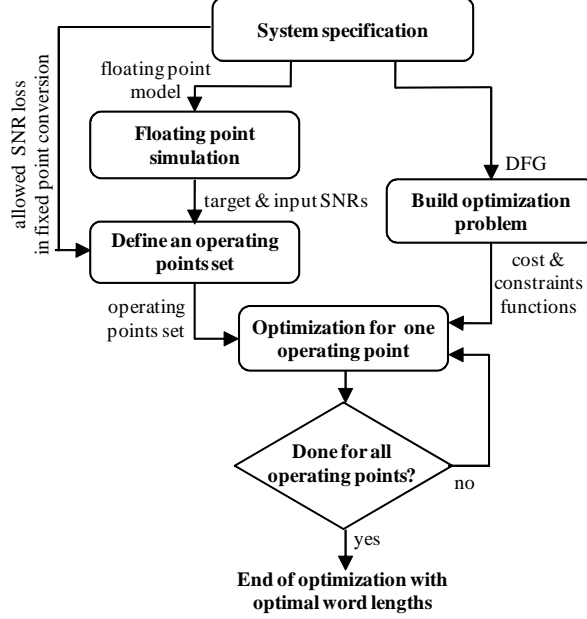 System specification
floating point
model
allowed SNR loss
in fixed point conversion
Floating point
simulation
DFG
target & input SNRs
Build optimization
problem
Define an operating
points set
cost &
constraints
functions
operating
points set
Optimization for one
operating point
Done for all
operating points?
no
yes
End of optimization with
optimal word lengths